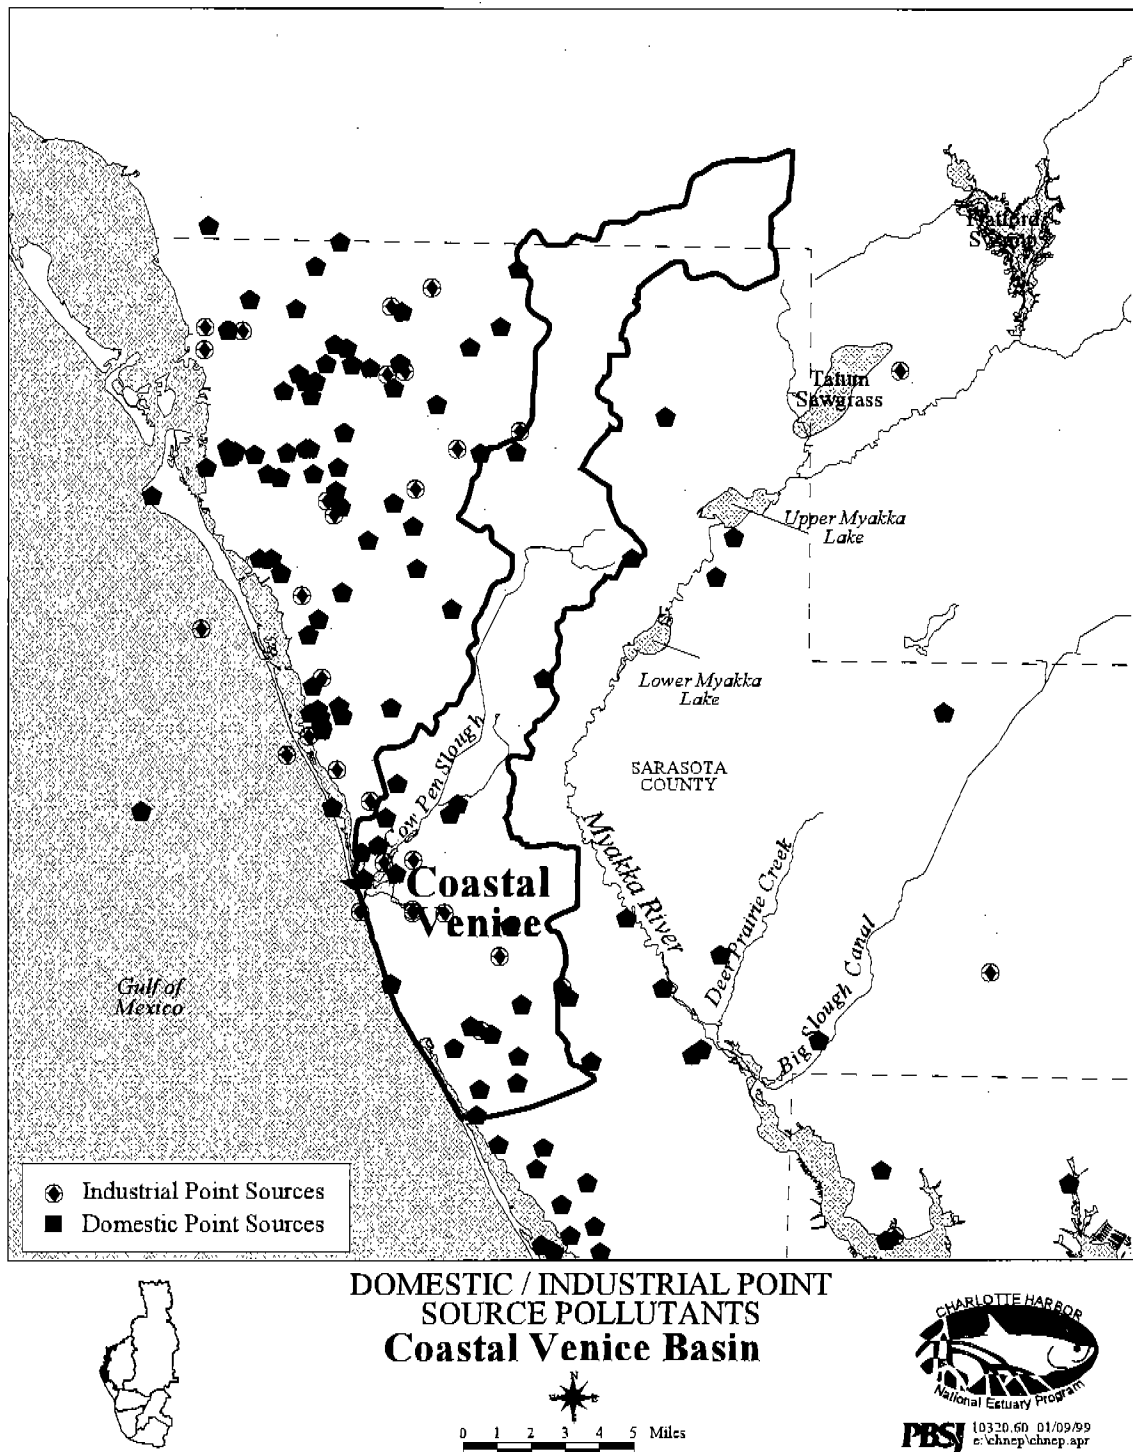 Flatford
Swamp
Tatum
Sawgrass
Upper Myakka
Lake
Lower Myakka
Lake
Cow Pen Slough
SARASOTA
COUNTY
Myakka River
Deer Prairie Creek
Big Slough Canal
Coastal
Venice
Gulf of
Mexico
Industrial Point Sources
Domestic Point Sources
DOMESTIC / INDUSTRIAL POINT
SOURCE POLLUTANTS
Coastal Venice Basin
N
0 1 2 3 4 5 Miles
CHARLOTTE HARBOR
National Estuary Program
PBSJ
10320.60 01/09/99
e:\chnep\chnep.apr